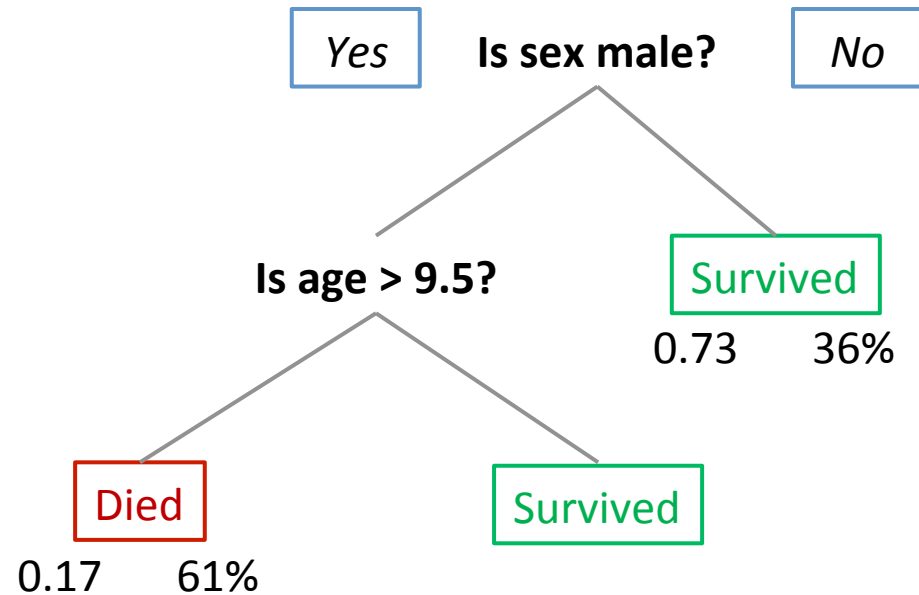 Yes Is sex male? No
Is age > 9.5?
Survived
0.73 36%
Died
Survived
0.17 61%